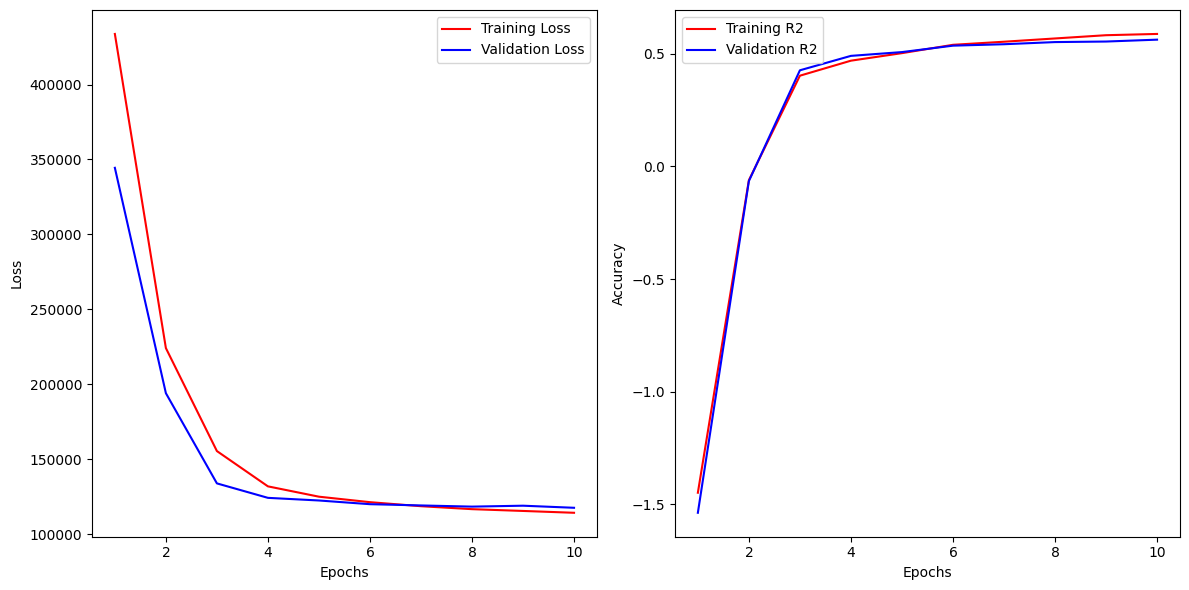 Training Loss
Validation Loss
400000
350000
300000
250000
200000
150000
100000
Loss
2 4 6 8 10
Epochs
Training R2
Validation R2
0.5
0.0
−0.5
−1.0
−1.5
Accuracy
2 4 6 8 10
Epochs